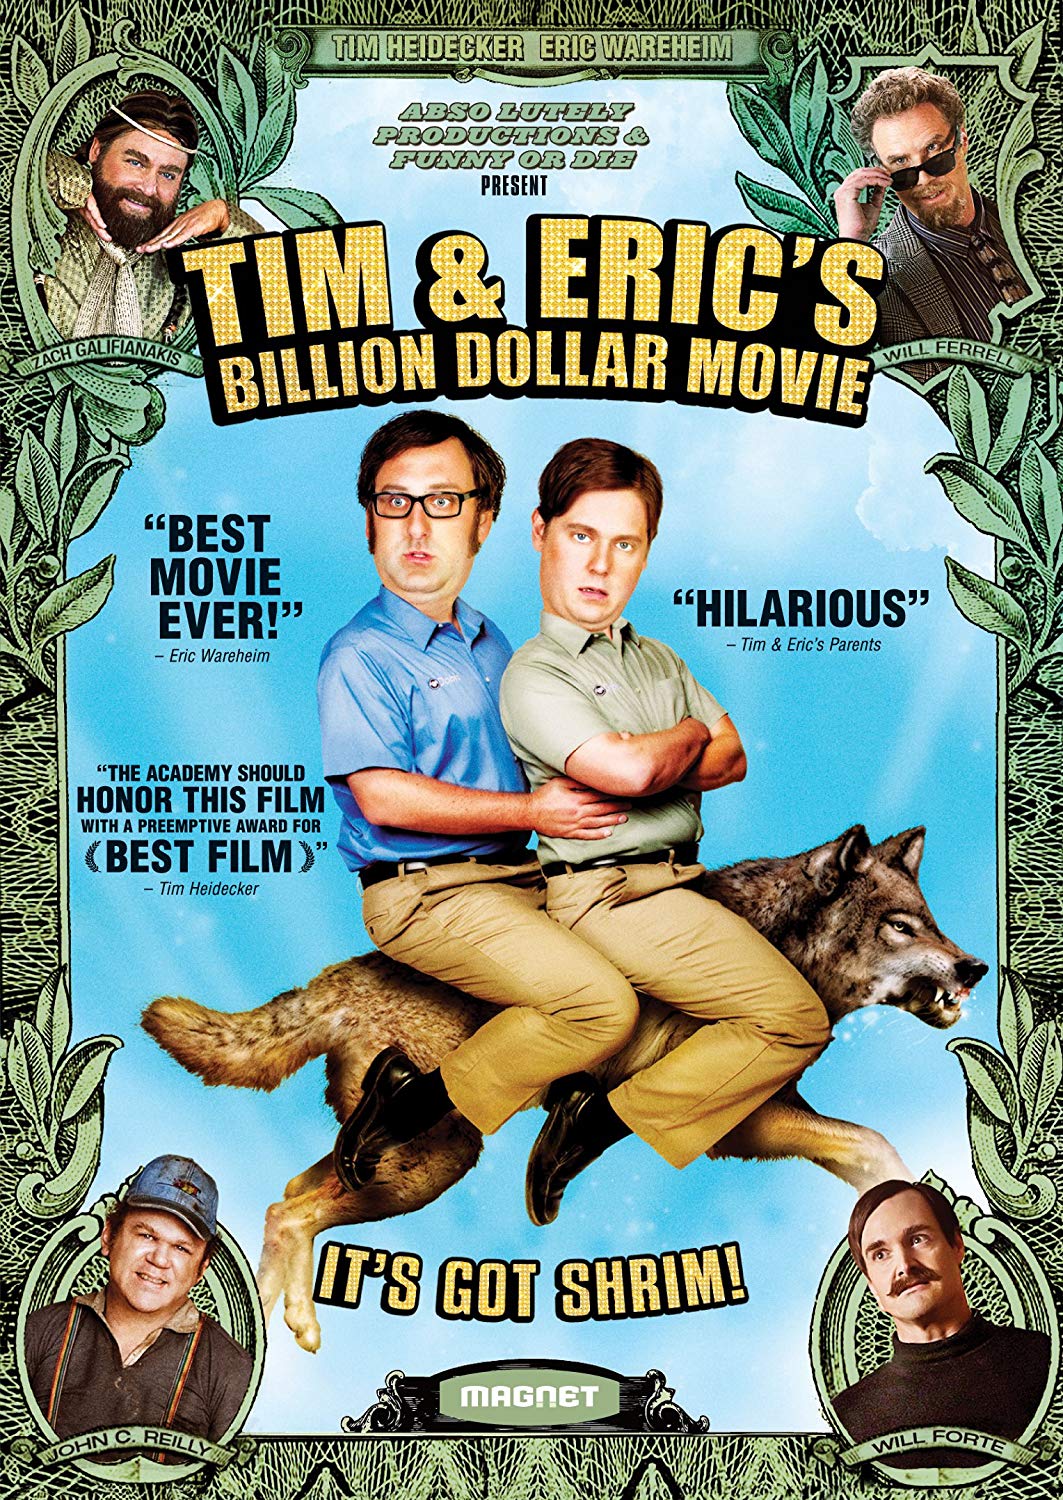 TIM HEIDECKER ERIC WAREHEIM
ABSO LUTELY
PRODUCTIONS &
FUNNY OR DIE
PRESENT
TIM & ERIC'S
BILLION DOLLAR MOVIE
ZACH GALIFIANAKIS
WILL FERRELL
“BEST
MOVIE
EVER!”
– Eric Wareheim
“HILARIOUS”
– Tim & Eric's Parents
“THE ACADEMY SHOULD
HONOR THIS FILM
WITH A PREEMPTIVE AWARD FOR
BEST FILM”
– Tim Heidecker
IT'S GOT SHRIM!
MAGNET
JOHN C. REILLY
WILL FORTE